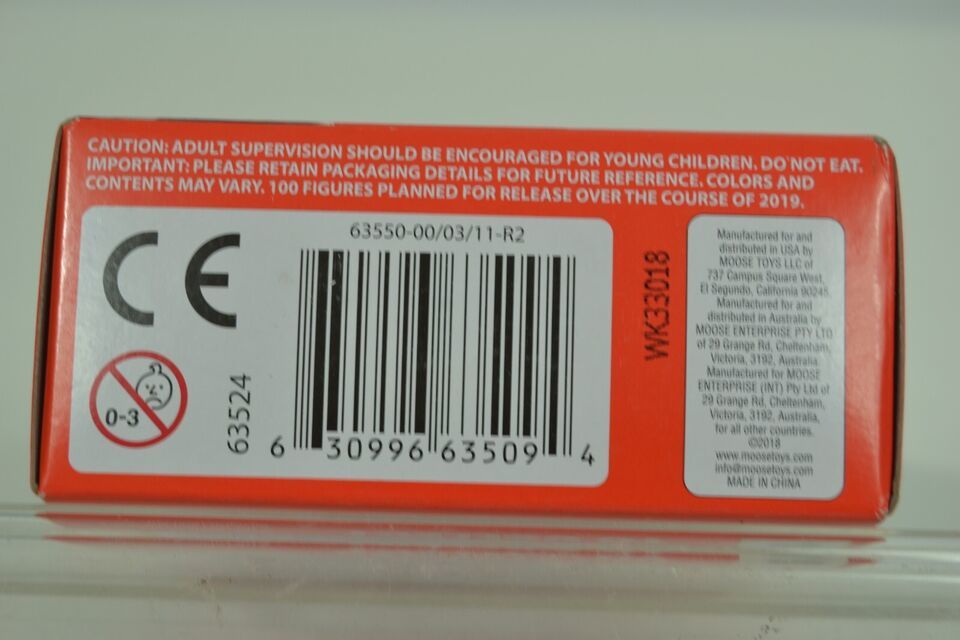 CAUTION: ADULT SUPERVISION SHOULD BE ENCOURAGED FOR YOUNG CHILDREN. DO NOT EAT.
IMPORTANT: PLEASE RETAIN PACKAGING DETAILS FOR FUTURE REFERENCE. COLORS AND
CONTENTS MAY VARY. 100 FIGURES PLANNED FOR RELEASE OVER THE COURSE OF 2019.
CE
0-3
63524
63550-00/03/11-R2
6 30996 63509 4
WK33018
Manufactured for and
distributed in USA by
MOOSE TOYS LLC of
737 Campus Square West,
El Segundo, California 90245.
Manufactured for and
distributed in Australia by
MOOSE ENTERPRISE PTY LTD
of 29 Grange Rd, Cheltenham,
Victoria, 3192, Australia.
Manufactured for MOOSE
ENTERPRISE (INT) Pty Ltd of
29 Grange Rd, Cheltenham,
Victoria, 3192, Australia,
for all other countries.
©2018
www.moosetoys.com
info@moosetoys.com
MADE IN CHINA